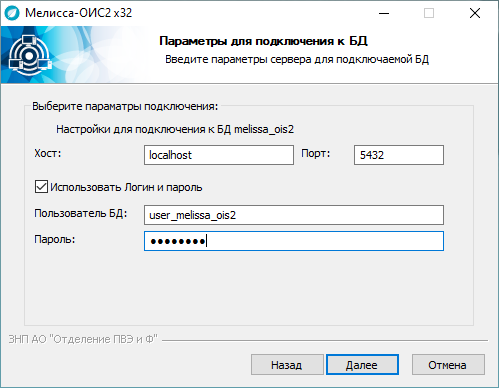 Мелисса-ОИС2 x32
Параметры для подключения к БД
Введите параметры сервера для подключаемой БД
Выберите параматры подключения:
Настройки для подключения к БД melissa_ois2
Хост: localhost Порт: 5432
Использовать Логин и пароль
Пользователь БД: user_melissa_ois2
Пароль: ●●●●●●●●
ЗНП АО "Отделение ПВЭ и Ф"
Назад Далее Отмена